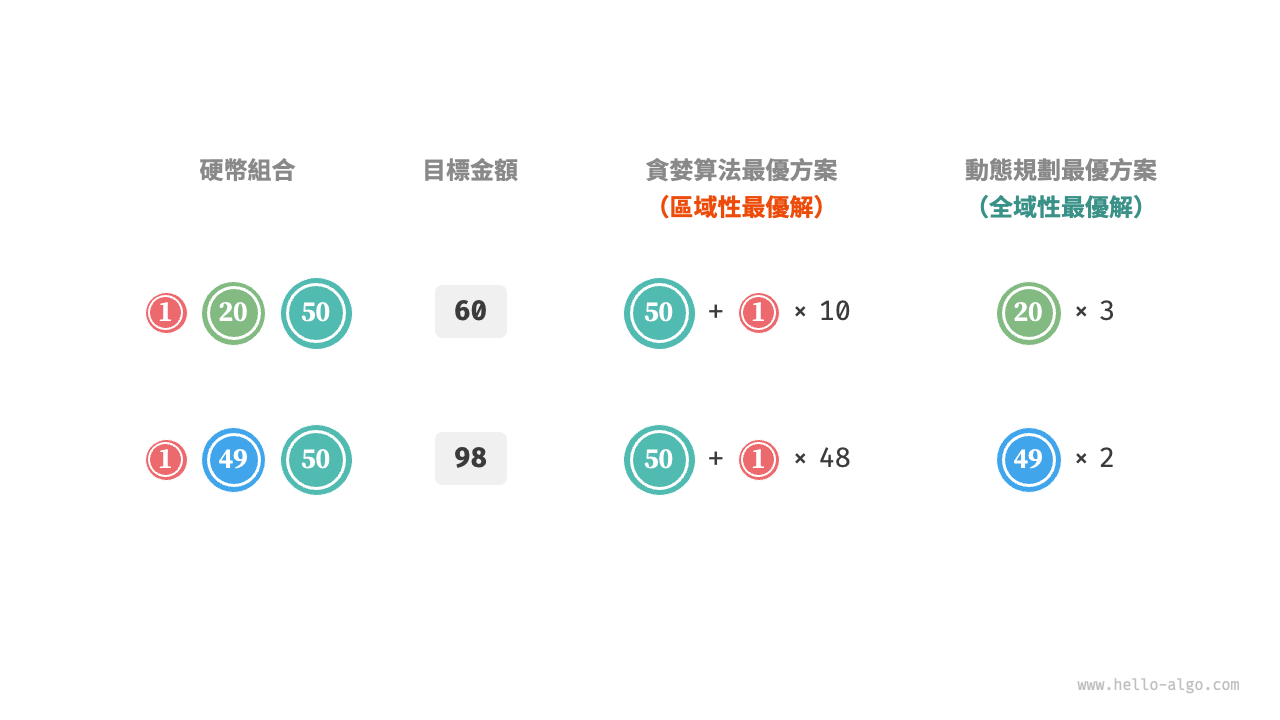 硬幣組合 目標金額 貪婪算法最優方案 動態規劃最優方案
(區域性最優解) (全域性最優解)
1 20 50 60 50 + 1 × 10 20 × 3
1 49 50 98 50 + 1 × 48 49 × 2
www.hello-algo.com